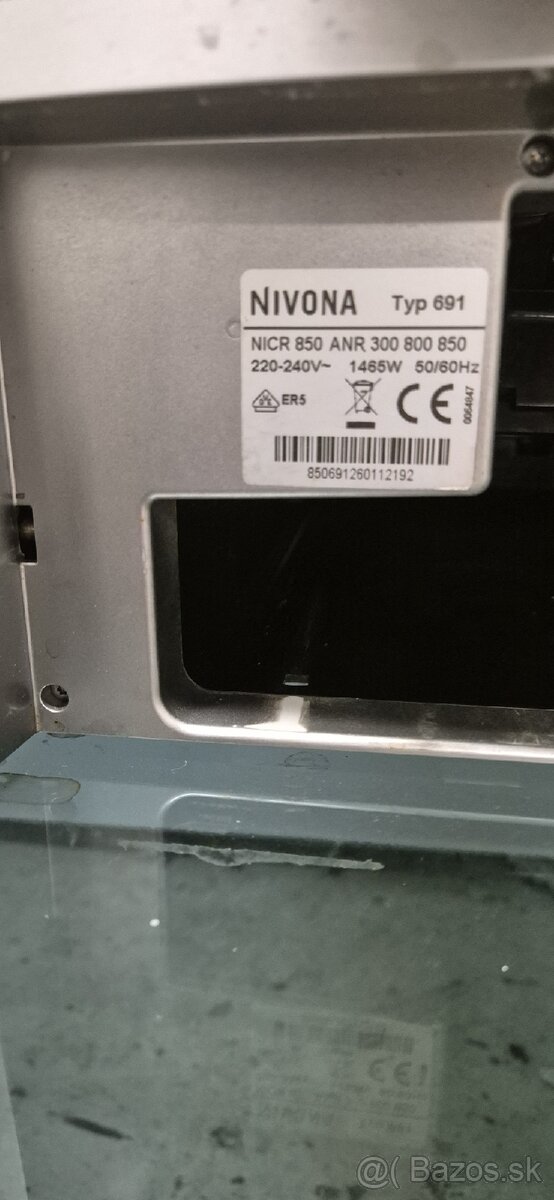 NIVONA Typ 691
NICR 850 ANR 300 800 850
220-240V~ 1465W 50/60Hz
ER5
CE
0064847
850691260112192
@( Bazos.sk